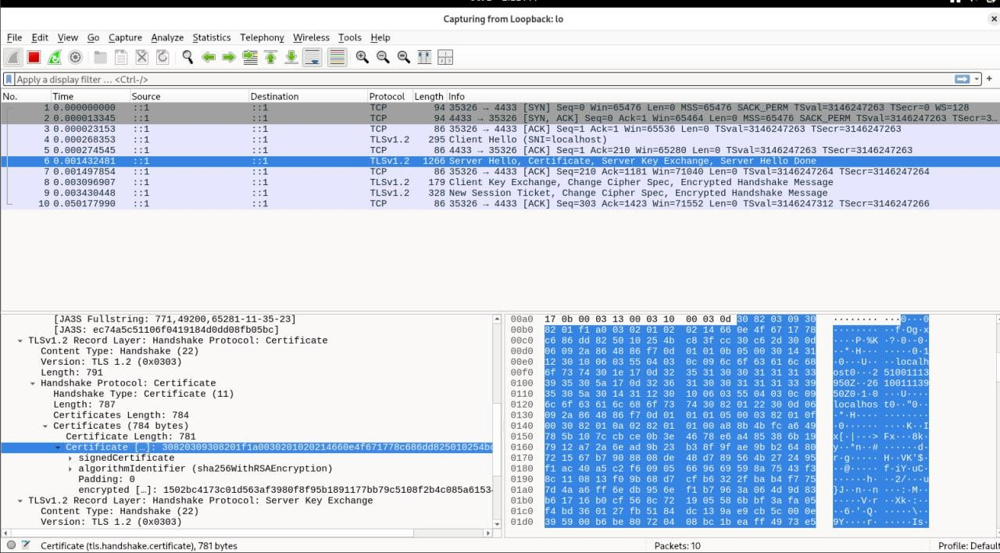 Capturing from Loopback: lo
File Edit View Go Capture Analyze Statistics Telephony Wireless Tools Help
Apply a display filter … <Ctrl-/>
No. Time Source Destination Protocol Length Info
1 0.000000000 ::1 ::1 TCP 94 35326 → 4433 [SYN] Seq=0 Win=65476 Len=0 MSS=65476 SACK_PERM TSval=3146247263 TSecr=0 WS=128
2 0.000013345 ::1 ::1 TCP 94 4433 → 35326 [SYN, ACK] Seq=0 Ack=1 Win=65464 Len=0 MSS=65476 SACK_PERM TSval=3146247263 TSecr=3…
3 0.000023153 ::1 ::1 TCP 86 35326 → 4433 [ACK] Seq=1 Ack=1 Win=65536 Len=0 TSval=3146247263 TSecr=3146247263
4 0.000268353 ::1 ::1 TLSv1.2 295 Client Hello (SNI=localhost)
5 0.000274545 ::1 ::1 TCP 86 4433 → 35326 [ACK] Seq=1 Ack=210 Win=65280 Len=0 TSval=3146247263 TSecr=3146247263
6 0.001432481 ::1 ::1 TLSv1.2 1266 Server Hello, Certificate, Server Key Exchange, Server Hello Done
7 0.001497854 ::1 ::1 TCP 86 35326 → 4433 [ACK] Seq=210 Ack=1181 Win=71040 Len=0 TSval=3146247264 TSecr=3146247264
8 0.003096907 ::1 ::1 TLSv1.2 179 Client Key Exchange, Change Cipher Spec, Encrypted Handshake Message
9 0.003430448 ::1 ::1 TLSv1.2 328 New Session Ticket, Change Cipher Spec, Encrypted Handshake Message
10 0.050177990 ::1 ::1 TCP 86 35326 → 4433 [ACK] Seq=303 Ack=1423 Win=71552 Len=0 TSval=3146247312 TSecr=3146247266
[JA3S Fullstring: 771,49200,65281-11-35-23]
[JA3S: ec74a5c51106f0419184d0dd08fb05bc]
TLSv1.2 Record Layer: Handshake Protocol: Certificate
Content Type: Handshake (22)
Version: TLS 1.2 (0x0303)
Length: 791
Handshake Protocol: Certificate
Handshake Type: Certificate (11)
Length: 787
Certificates Length: 784
Certificates (784 bytes)
Certificate Length: 781
Certificate […]: 30820309308201f1a0030201020214660e4f671778c686dd825010254bc
signedCertificate
algorithmIdentifier (sha256WithRSAEncryption)
Padding: 0
encrypted […]: 1502bc4173c01d563af3980f8f95b1891177bb79c5108f2b4c085a6153
TLSv1.2 Record Layer: Handshake Protocol: Server Key Exchange
Content Type: Handshake (22)
Version: TLS 1.2 (0x0303)
00a0 17 0b 00 03 13 00 03 10 00 03 0d 30 82 03 09 30 ········ ···0···0
00b0 82 01 f1 a0 03 02 01 02 02 14 66 0e 4f 67 17 78 ········ ··f·Og·x
00c0 c6 86 dd 82 50 10 25 4b c8 3f cc 30 c6 2d 30 0d ····P·%K ·?·0·-0·
00d0 06 09 2a 86 48 86 f7 0d 01 01 0b 05 00 30 14 31 ··*·H··· ·····0·1
00e0 12 30 10 06 03 55 04 03 0c 09 6c 6f 63 61 6c 68 ·0···U·· ··localh
00f0 6f 73 74 30 1e 17 0d 32 35 31 30 30 31 31 31 33 ost0···2 51001113
0100 39 35 30 5a 17 0d 32 36 31 30 30 31 31 31 33 39 950Z··26 10011139
0110 35 30 5a 30 14 31 12 30 10 06 03 55 04 03 0c 09 50Z0·1·0 ···U····
0120 6c 6f 63 61 6c 68 6f 73 74 30 82 01 22 30 0d 06 localhos t0··"0··
0130 09 2a 86 48 86 f7 0d 01 01 01 05 00 03 82 01 0f ·*·H···· ········
0140 00 30 82 01 0a 02 82 01 01 00 a8 8b 4b fc a6 49 ·0······ ····K··I
0150 78 5b 10 7c cb ce 0b 3e 46 78 e6 a4 85 38 6b 19 x[·|···> Fx···8k·
0160 79 12 a7 2a 6e ad 9b 23 b3 8f 9f ae 9b b2 64 80 y··*n··# ······d·
0170 72 15 67 b7 90 88 08 de 48 d7 89 56 4b 27 24 95 r·g····· H··VK'$·
0180 f1 ac 40 a5 c2 f6 09 05 66 96 69 59 8a 75 43 f3 ··@····· f·iY·uC·
0190 8c 11 08 13 f0 9b 68 d7 cf b6 32 2f ba b4 f7 75 ······h· ··2/···u
01a0 7d 4a a6 ff 6e db 95 6e f1 b7 96 3a 06 4d 9d 83 }J··n··n ···:·M··
01b0 b6 17 16 b0 cf 56 8c 72 19 05 58 6b bf 3a fa 05 ·····V·r ··Xk·:··
01c0 f4 bd 36 01 27 fb 51 84 dc 13 9a e9 cb 5c 00 0e ··6·'·Q· ·····\··
01d0 39 59 00 b6 be 80 72 04 08 bc 1b ea ff 49 73 e5 9Y····r· ·····Is·
Certificate (tls.handshake.certificate), 781 bytes Packets: 10 Profile: Default